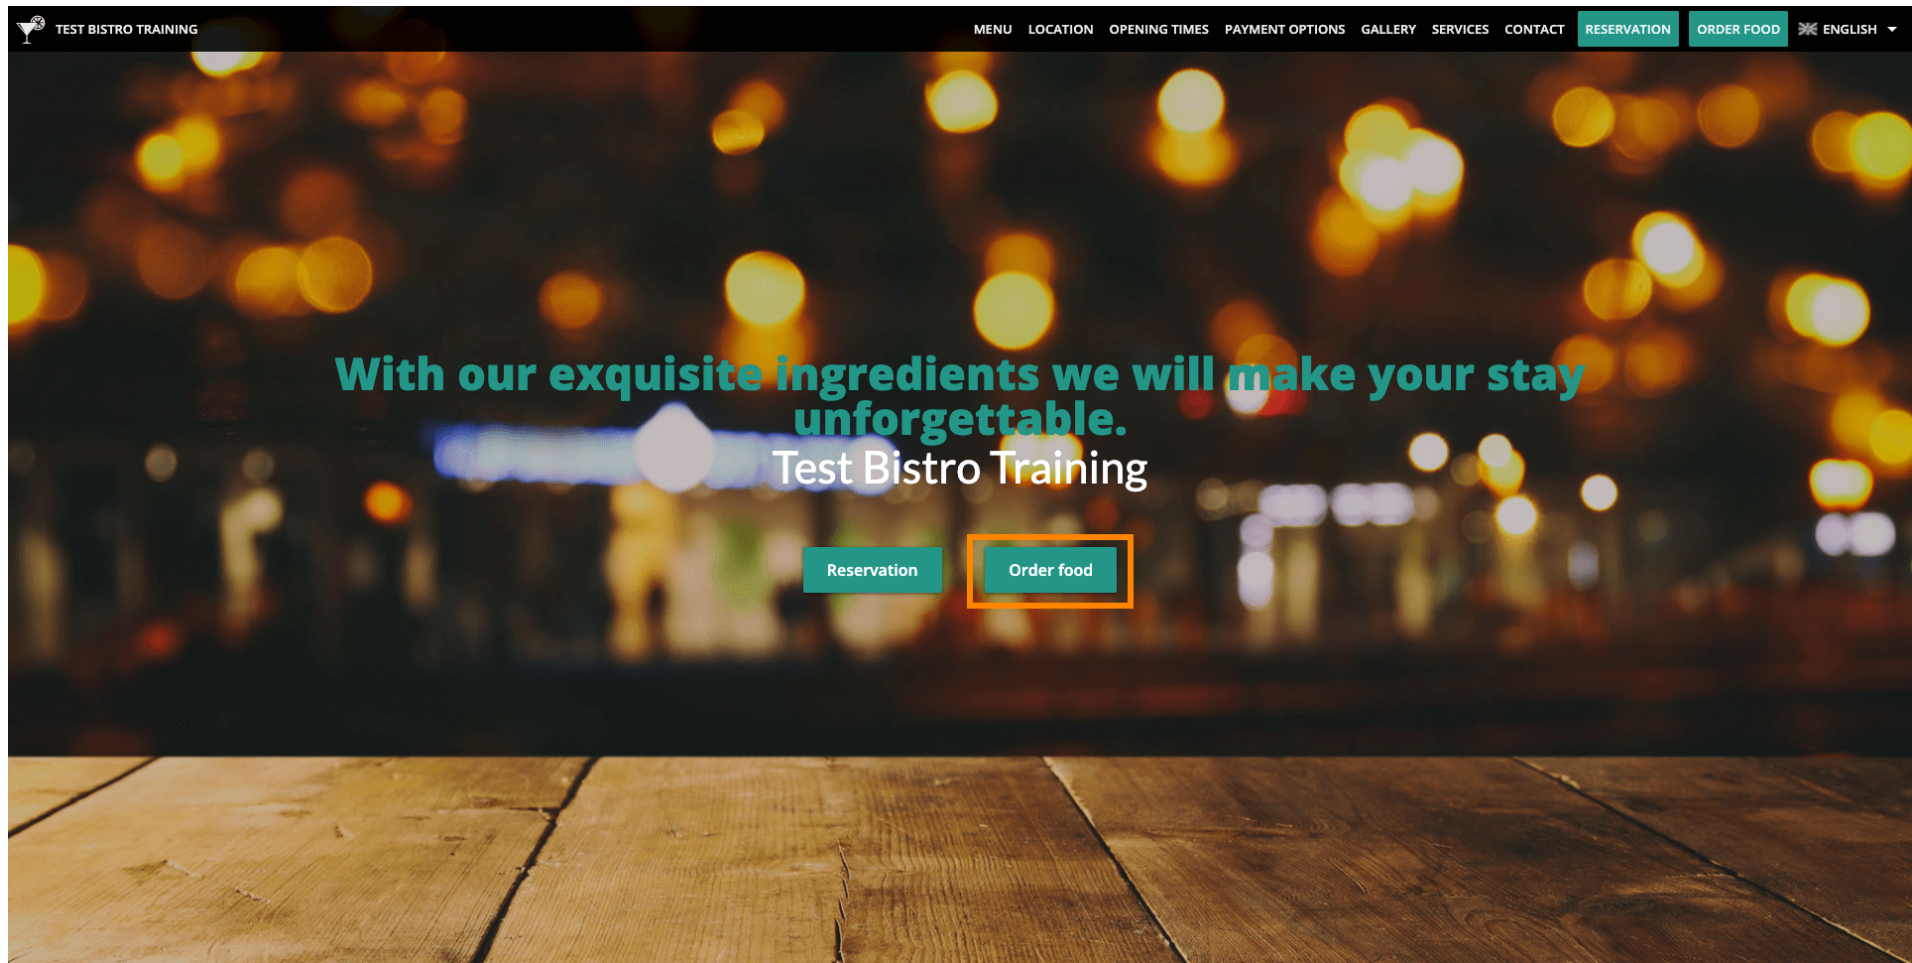 TEST BISTRO TRAINING
MENU LOCATION OPENING TIMES PAYMENT OPTIONS GALLERY SERVICES CONTACT RESERVATION ORDER FOOD ENGLISH
With our exquisite ingredients we will make your stay
unforgettable.
Test Bistro Training
Reservation Order food